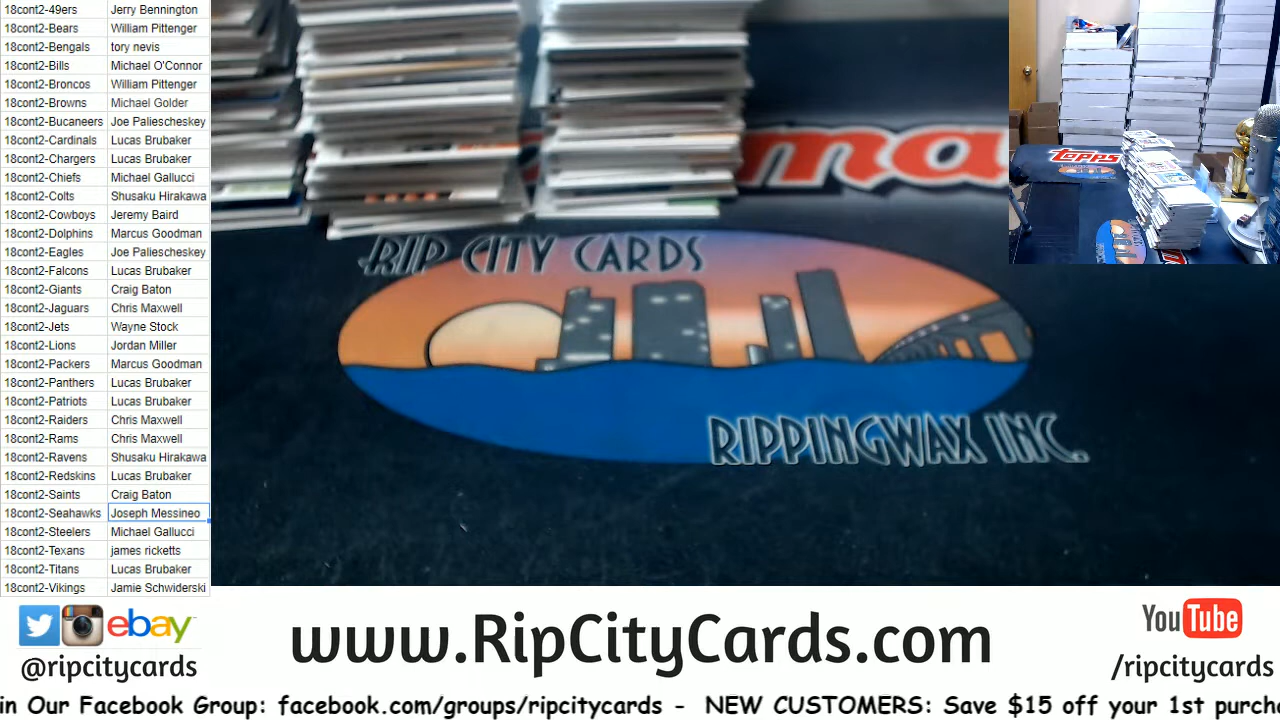 18cont2-49ers Jerry Bennington
18cont2-Bears William Pittenger
18cont2-Bengals tory nevis
18cont2-Bills Michael O'Connor
18cont2-Broncos William Pittenger
18cont2-Browns Michael Golder
18cont2-Bucaneers Joe Paliescheskey
18cont2-Cardinals Lucas Brubaker
18cont2-Chargers Lucas Brubaker
18cont2-Chiefs Michael Gallucci
18cont2-Colts Shusaku Hirakawa
18cont2-Cowboys Jeremy Baird
18cont2-Dolphins Marcus Goodman
18cont2-Eagles Joe Paliescheskey
18cont2-Falcons Lucas Brubaker
18cont2-Giants Craig Baton
18cont2-Jaguars Chris Maxwell
18cont2-Jets Wayne Stock
18cont2-Lions Jordan Miller
18cont2-Packers Marcus Goodman
18cont2-Panthers Lucas Brubaker
18cont2-Patriots Lucas Brubaker
18cont2-Raiders Chris Maxwell
18cont2-Rams Chris Maxwell
18cont2-Ravens Shusaku Hirakawa
18cont2-Redskins Lucas Brubaker
18cont2-Saints Craig Baton
18cont2-Seahawks Joseph Messineo
18cont2-Steelers Michael Gallucci
18cont2-Texans james ricketts
18cont2-Titans Lucas Brubaker
18cont2-Vikings Jamie Schwiderski
ma
topps
RIP CITY CARDS
RIPPINGWAX INC.
ebay
@ripcitycards
www.RipCityCards.com
YouTube
/ripcitycards
in Our Facebook Group: facebook.com/groups/ripcitycards - NEW CUSTOMERS: Save $15 off your 1st purch